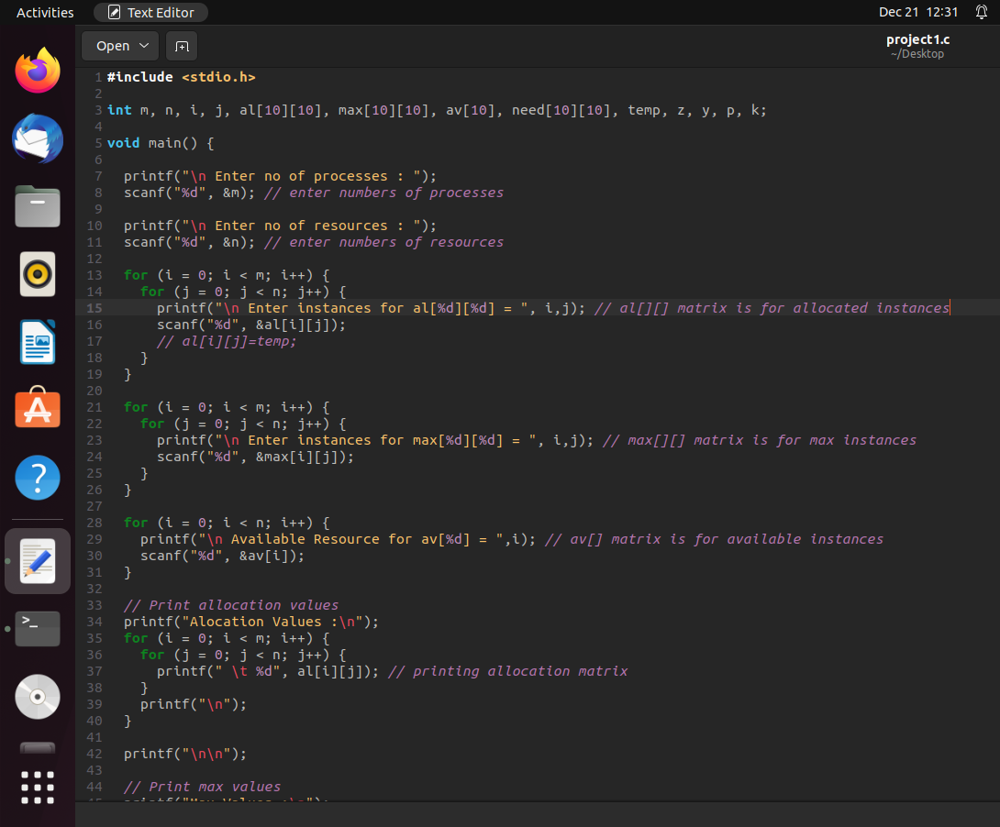 Activities Text Editor Dec 21 12:31
Open project1.c
~/Desktop
1 #include <stdio.h>
2
3 int m, n, i, j, al[10][10], max[10][10], av[10], need[10][10], temp, z, y, p, k;
4
5 void main() {
6
7 printf("\n Enter no of processes : ");
8 scanf("%d", &m); // enter numbers of processes
9
10 printf("\n Enter no of resources : ");
11 scanf("%d", &n); // enter numbers of resources
12
13 for (i = 0; i < m; i++) {
14 for (j = 0; j < n; j++) {
15 printf("\n Enter instances for al[%d][%d] = ", i,j); // al[][] matrix is for allocated instances
16 scanf("%d", &al[i][j]);
17 // al[i][j]=temp;
18 }
19 }
20
21 for (i = 0; i < m; i++) {
22 for (j = 0; j < n; j++) {
23 printf("\n Enter instances for max[%d][%d] = ", i,j); // max[][] matrix is for max instances
24 scanf("%d", &max[i][j]);
25 }
26 }
27
28 for (i = 0; i < n; i++) {
29 printf("\n Available Resource for av[%d] = ",i); // av[] matrix is for available instances
30 scanf("%d", &av[i]);
31 }
32
33 // Print allocation values
34 printf("Alocation Values :\n");
35 for (i = 0; i < m; i++) {
36 for (j = 0; j < n; j++) {
37 printf(" \t %d", al[i][j]); // printing allocation matrix
38 }
39 printf("\n");
40 }
41
42 printf("\n\n");
43
44 // Print max values